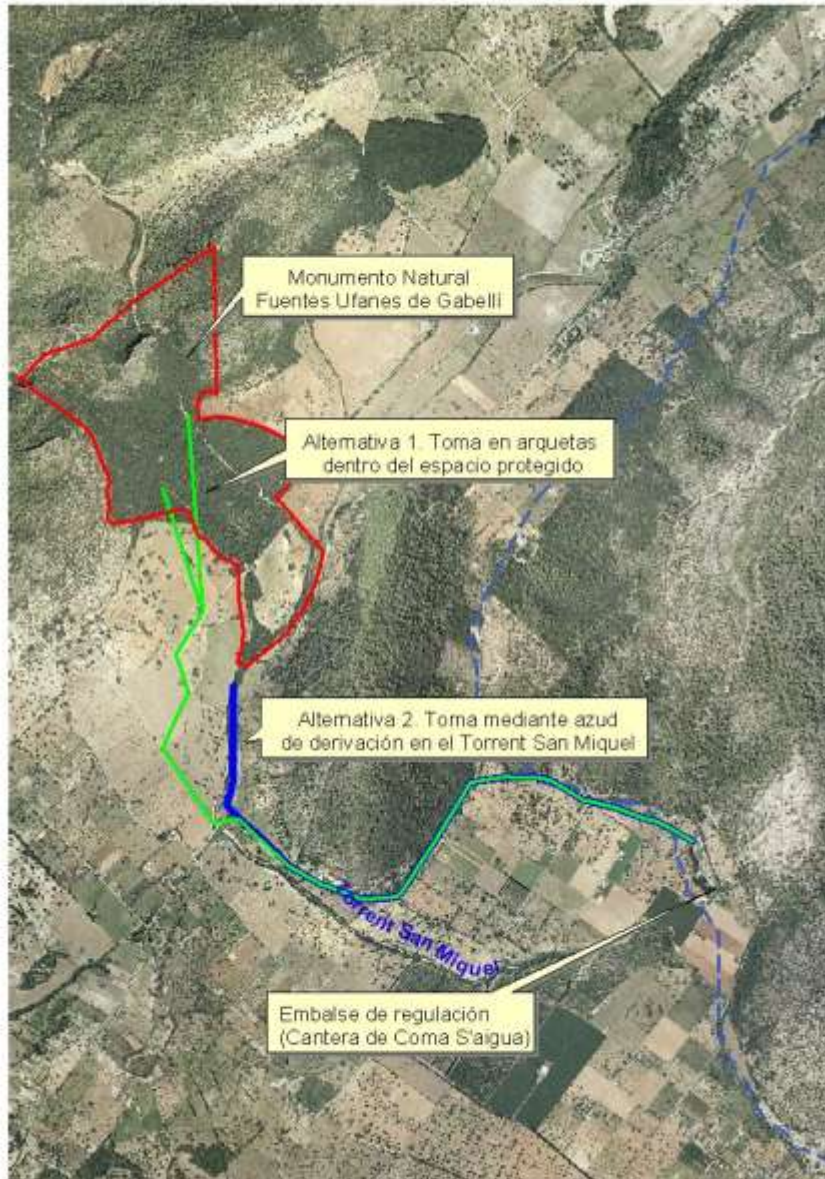 Monumento Natural
Fuentes Ufanes de Gabelli
Alternativa 1. Toma en arquetas
dentro del espacio protegido
Alternativa 2. Toma mediante azud
de derivación en el Torrent San Miquel
Torrent San Miquel
Embalse de regulación
(Cantera de Coma S'aigua)